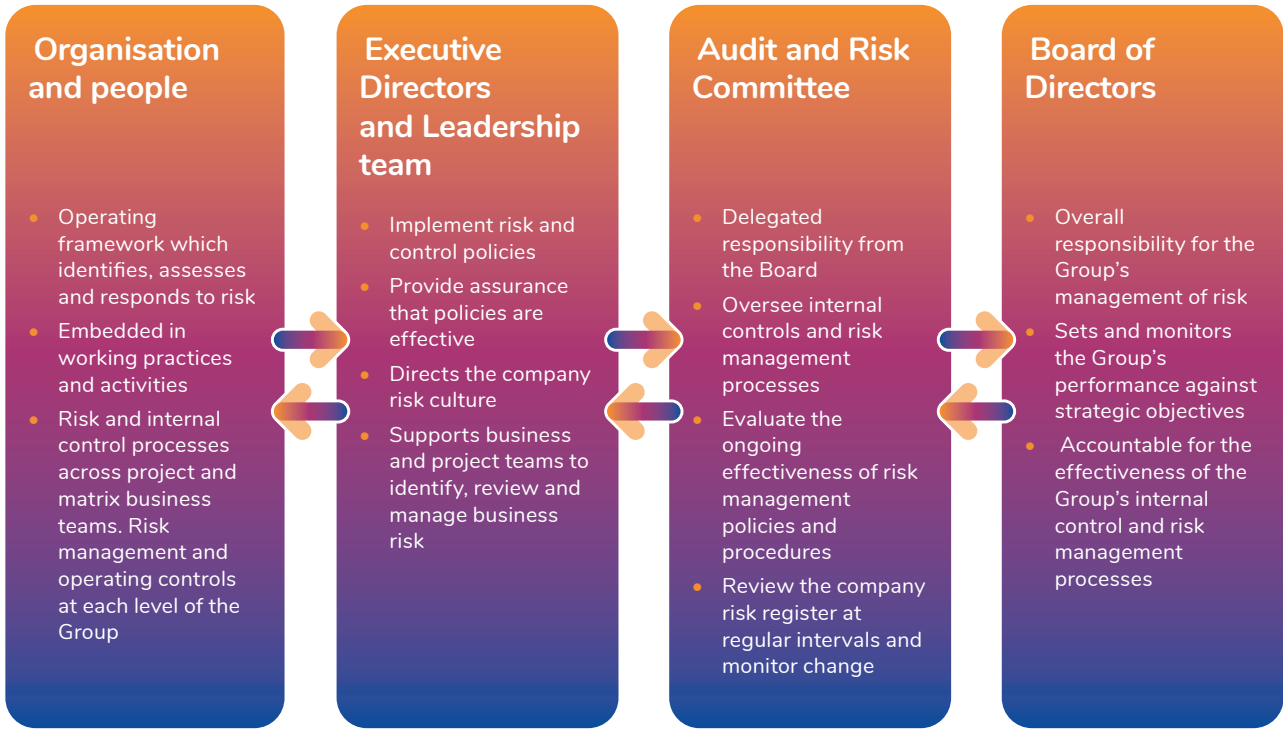 Organisation
and people
• Operating
framework which
identifies, assesses
and responds to risk
• Embedded in
working practices
and activities
• Risk and internal
control processes
across project and
matrix business
teams. Risk
management and
operating controls
at each level of the
Group
Executive
Directors
and Leadership
team
• Implement risk and
control policies
• Provide assurance
that policies are
effective
• Directs the company
risk culture
• Supports business
and project teams to
identify, review and
manage business
risk
Audit and Risk
Committee
• Delegated
responsibility from
the Board
• Oversee internal
controls and risk
management
processes
• Evaluate the
ongoing
effectiveness of risk
management
policies and
procedures
• Review the company
risk register at
regular intervals and
monitor change
Board of
Directors
• Overall
responsibility for the
Group’s
management of risk
• Sets and monitors
the Group’s
performance against
strategic objectives
• Accountable for the
effectiveness of the
Group’s internal
control and risk
management
processes